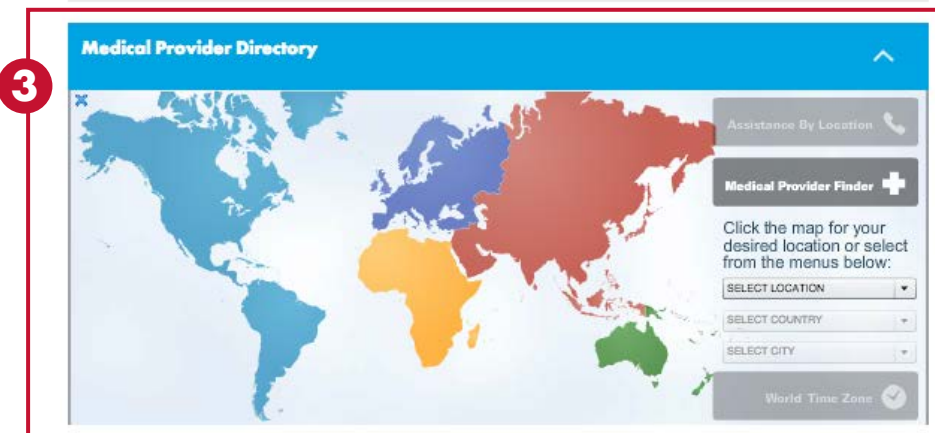 3
Medical Provider Directory
Assistance By Location
Medical Provider Finder
Click the map for your
desired location or select
from the menus below:
SELECT LOCATION
SELECT COUNTRY
SELECT CITY
World Time Zone